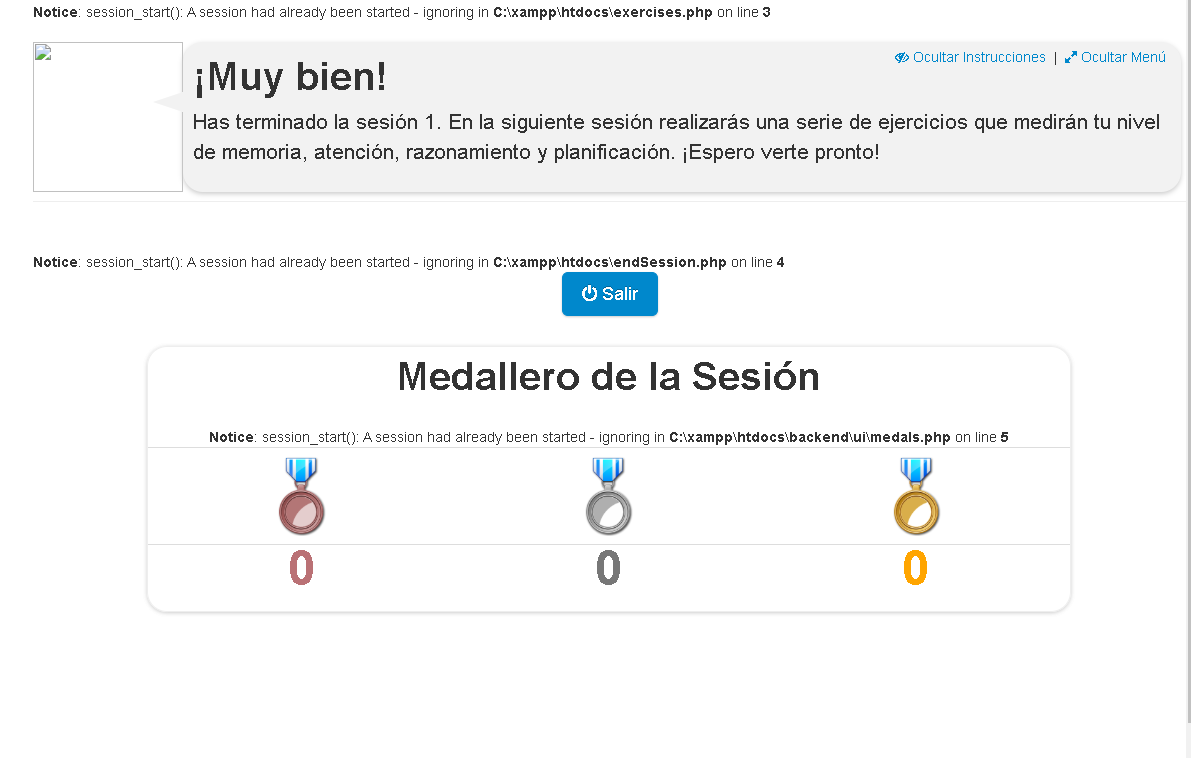 Notice: session_start(): A session had already been started - ignoring in C:\xampp\htdocs\exercises.php on line 3
Ocultar Instrucciones | Ocultar Menú
¡Muy bien!
Has terminado la sesión 1. En la siguiente sesión realizarás una serie de ejercicios que medirán tu nivel
de memoria, atención, razonamiento y planificación. ¡Espero verte pronto!
Notice: session_start(): A session had already been started - ignoring in C:\xampp\htdocs\endSession.php on line 4
Salir
Medallero de la Sesión
Notice: session_start(): A session had already been started - ignoring in C:\xampp\htdocs\backend\ui\medals.php on line 5
0 0 0